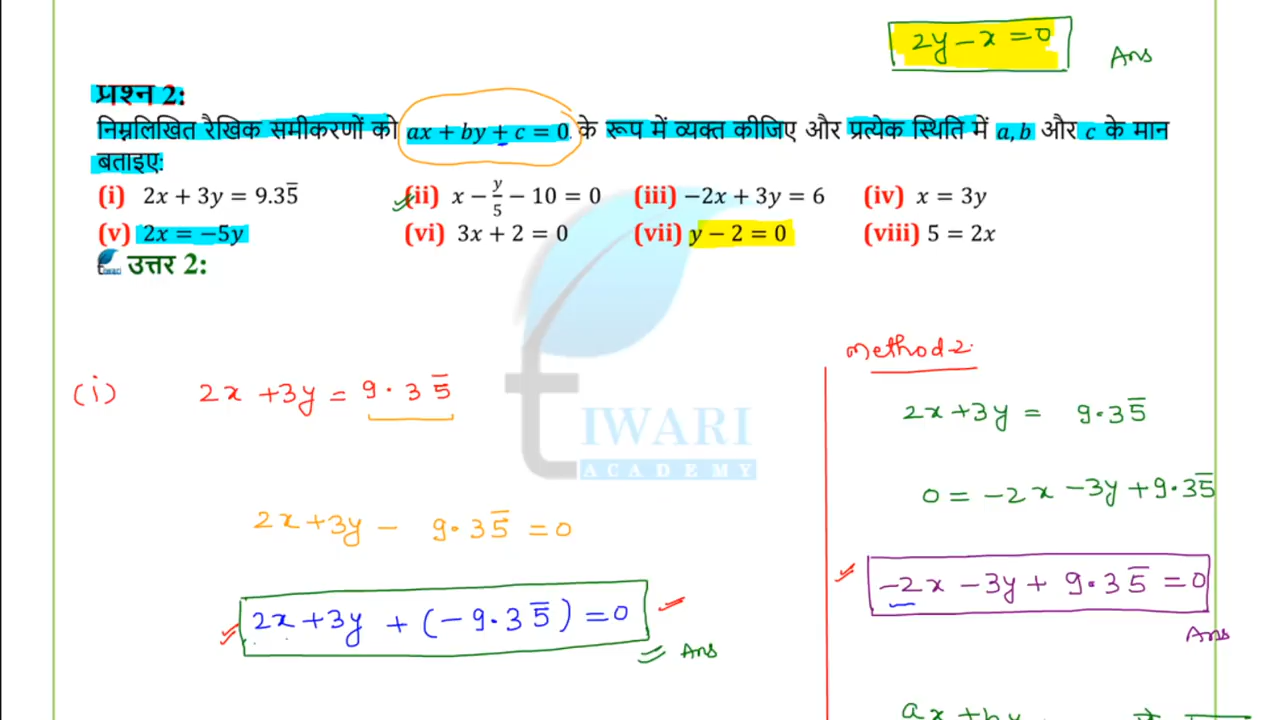 2y - x = 0
Ans
प्रश्न 2:
निम्नलिखित रैखिक समीकरणों को ax + by + c = 0 के रूप में व्यक्त कीजिए और प्रत्येक स्थिति में a, b और c के मान
बताइए:
(i) 2x + 3y = 9.35̅ (ii) x − y/5 − 10 = 0 (iii) −2x + 3y = 6 (iv) x = 3y
(v) 2x = −5y (vi) 3x + 2 = 0 (vii) y − 2 = 0 (viii) 5 = 2x
उत्तर 2:
(i) 2x + 3y = 9.35̅
2x + 3y - 9.35̅ = 0
2x + 3y + (-9.35̅) = 0
Ans
Method 2.
2x + 3y = 9.35̅
0 = -2x - 3y + 9.35̅
-2x - 3y + 9.35̅ = 0
Ans
ax + by
IWARI
ACADEMY